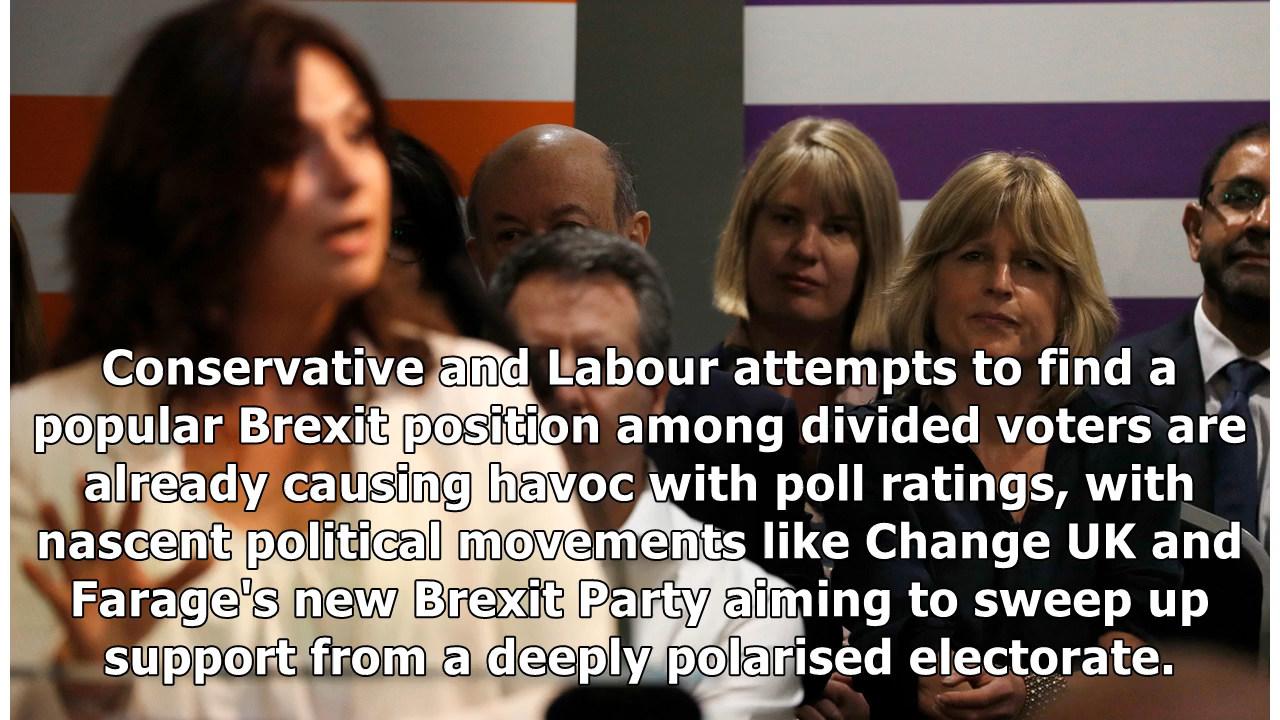 Conservative and Labour attempts to find a
popular Brexit position among divided voters are
already causing havoc with poll ratings, with
nascent political movements like Change UK and
Farage's new Brexit Party aiming to sweep up
support from a deeply polarised electorate.